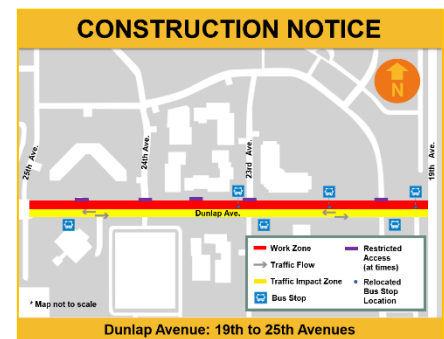 CONSTRUCTION NOTICE
N
25th Ave.
24th Ave.
23rd Ave.
19th Ave.
Dunlap Ave.
Work Zone
Traffic Flow
Traffic Impact Zone
Bus Stop
Restricted
Access
(at times)
Relocated
Bus Stop
Location
* Map not to scale
Dunlap Avenue: 19th to 25th Avenues